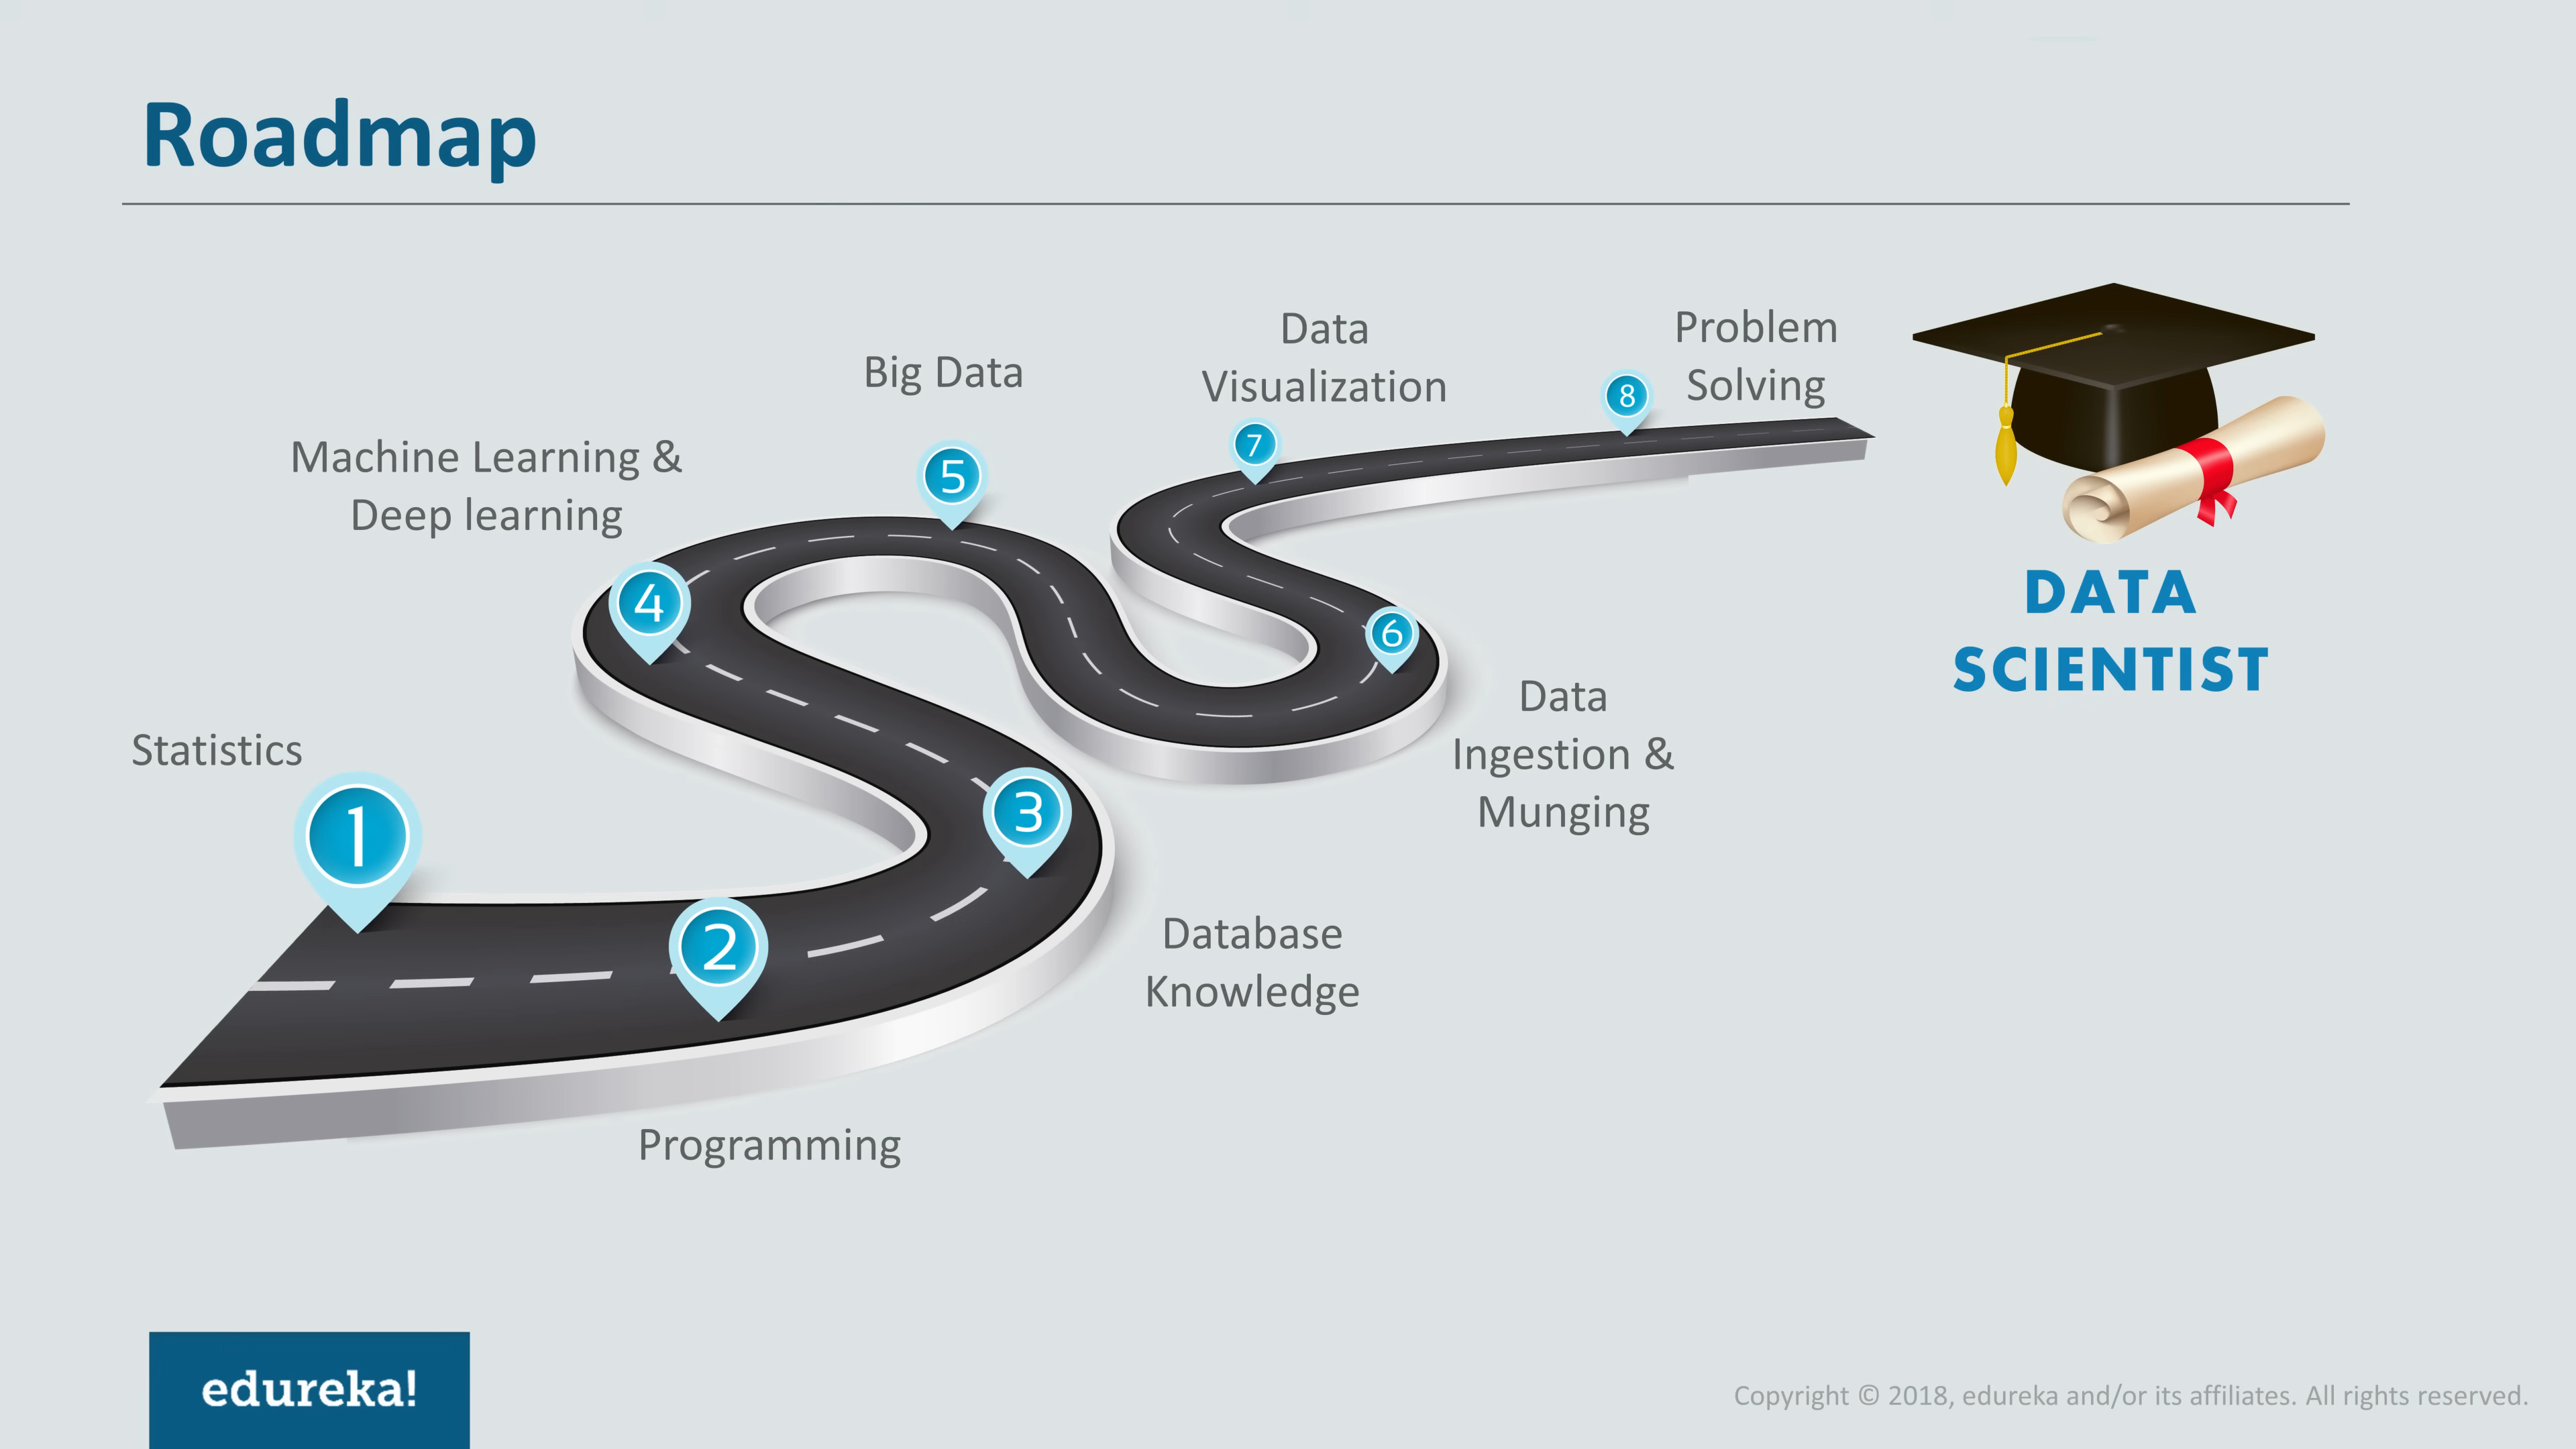 Roadmap
Statistics
1
2
Programming
3
Database
Knowledge
4
Machine Learning &
Deep learning
5
Big Data
6
Data
Ingestion &
Munging
7
Data
Visualization
8
Problem
Solving
DATA
SCIENTIST
edureka!
Copyright © 2018, edureka and/or its affiliates. All rights reserved.